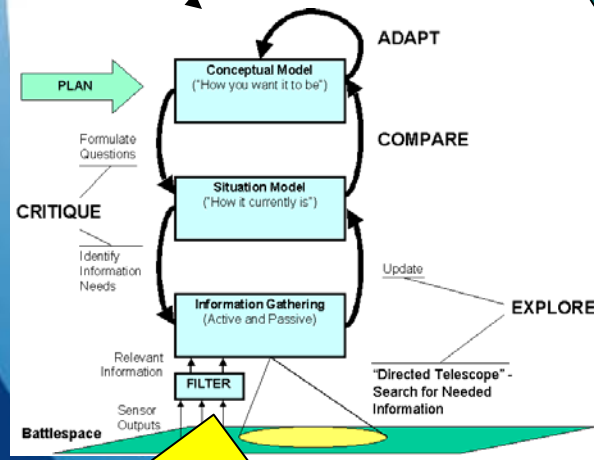 ADAPT
Conceptual Model
("How you want it to be")
PLAN
COMPARE
Formulate
Questions
Situation Model
("How it currently is")
CRITIQUE
Identify
Information
Needs
Update
Information Gathering
(Active and Passive)
EXPLORE
Relevant
Information
"Directed Telescope" -
Search for Needed
Information
FILTER
Sensor
Outputs
Battlespace